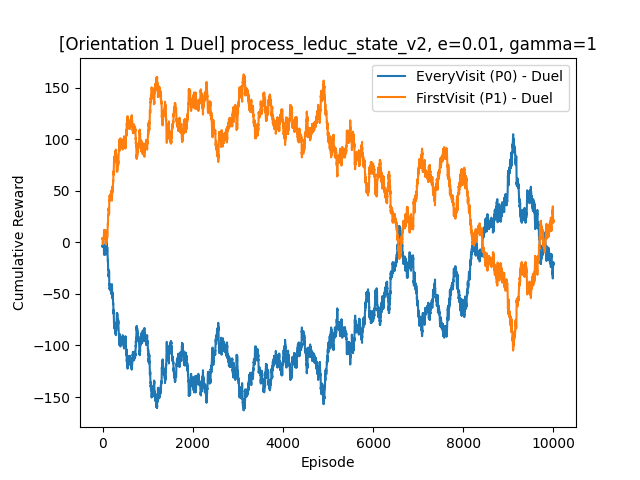 [Orientation 1 Duel] process_leduc_state_v2, e=0.01, gamma=1
EveryVisit (P0) - Duel
FirstVisit (P1) - Duel
Cumulative Reward
150
100
50
0
−50
−100
−150
0 2000 4000 6000 8000 10000
Episode